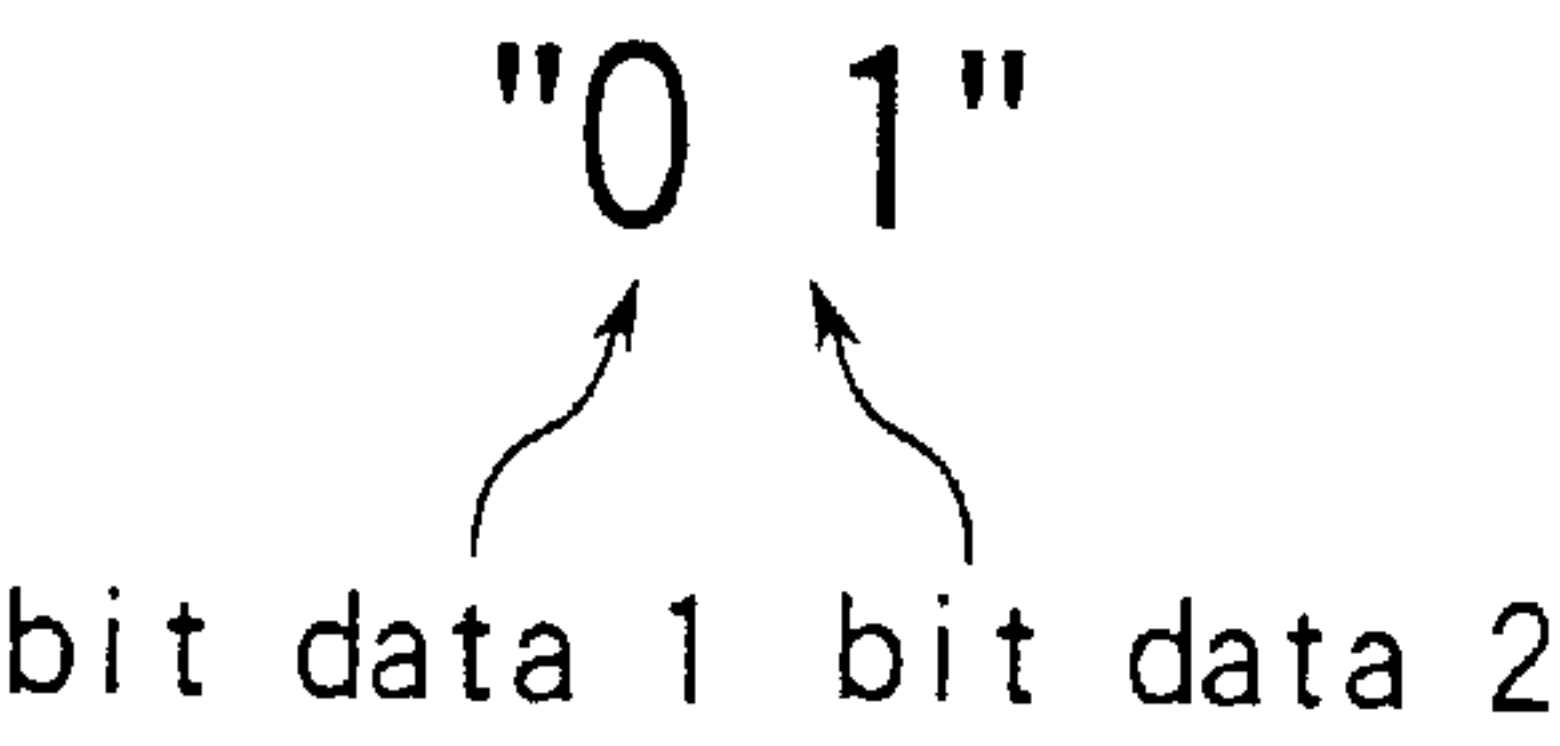 "0 1"
bit data 1 bit data 2